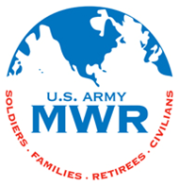 U.S. ARMY
MWR
SOLDIERS · FAMILIES · RETIREES · CIVILIANS